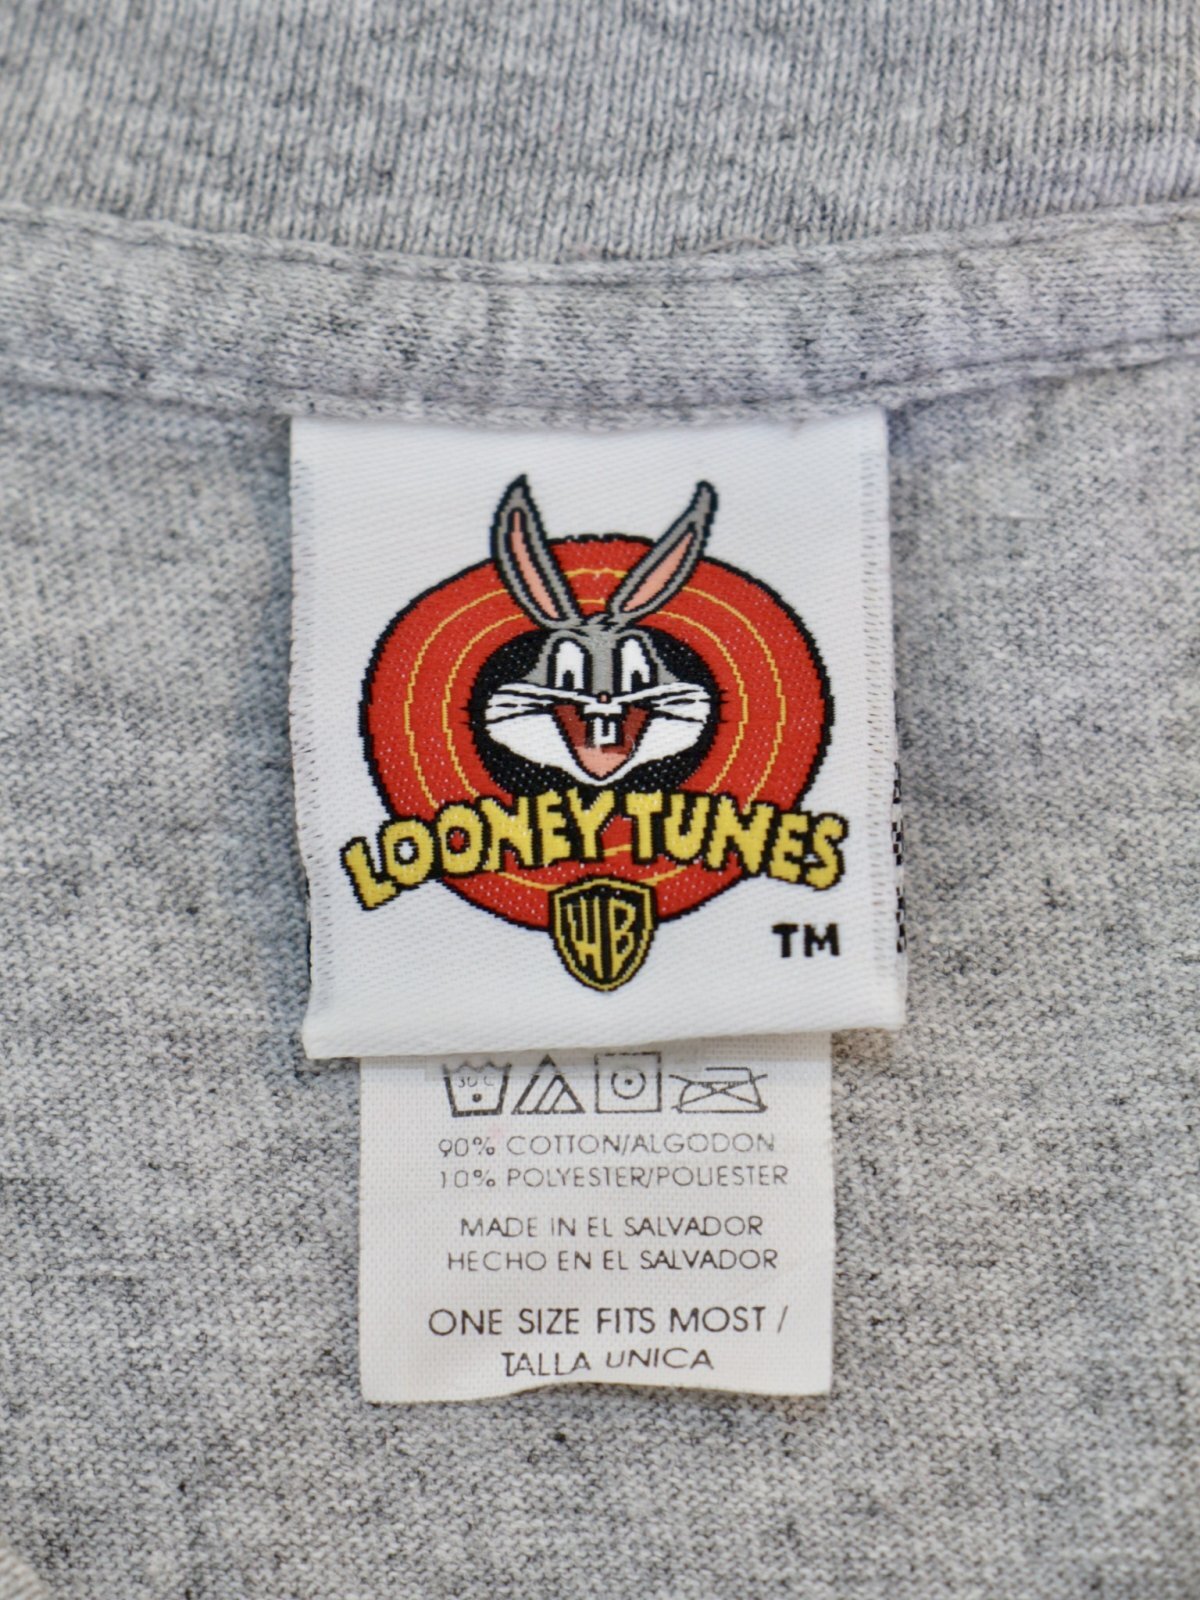 LOONEY TUNES
WB
TM
30 C
90% COTTON/ALGODON
10% POLYESTER/POLIESTER
MADE IN EL SALVADOR
HECHO EN EL SALVADOR
ONE SIZE FITS MOST /
TALLA UNICA